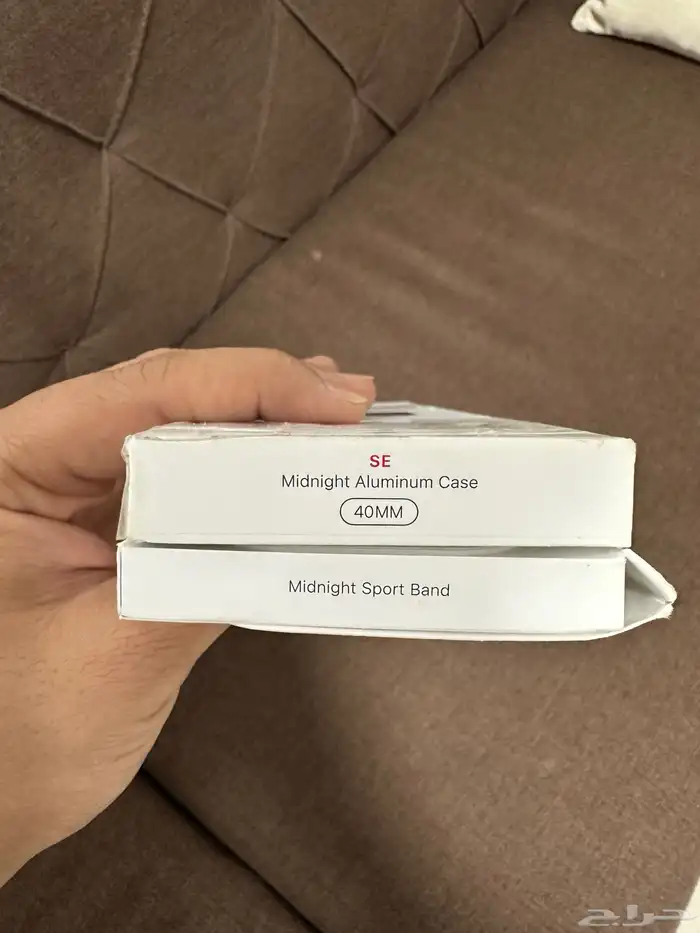 SE
Midnight Aluminum Case
40MM
Midnight Sport Band
حراج